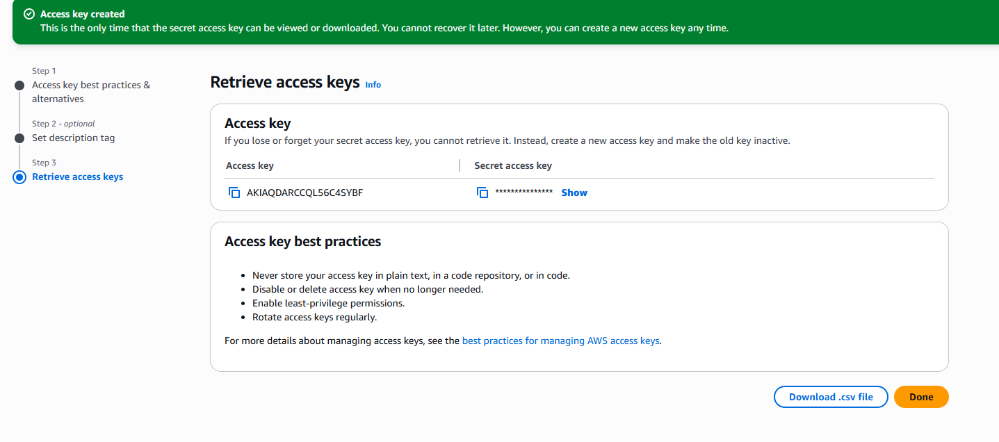 Access key created
This is the only time that the secret access key can be viewed or downloaded. You cannot recover it later. However, you can create a new access key any time.
Step 1
Access key best practices &
alternatives
Step 2 - optional
Set description tag
Step 3
Retrieve access keys
Retrieve access keys Info
Access key
If you lose or forget your secret access key, you cannot retrieve it. Instead, create a new access key and make the old key inactive.
Access key Secret access key
AKIAQDARCCQL56C4SYBF *************** Show
Access key best practices
• Never store your access key in plain text, in a code repository, or in code.
• Disable or delete access key when no longer needed.
• Enable least-privilege permissions.
• Rotate access keys regularly.
For more details about managing access keys, see the best practices for managing AWS access keys.
Download .csv file Done